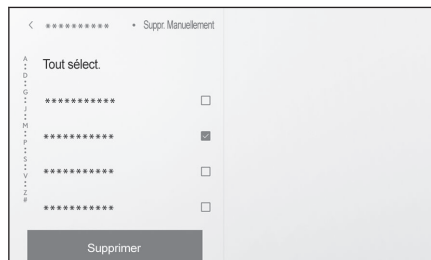 < ********** • Suppr. Manuellement
A
:
D
:
G
:
J
:
M
:
P
:
S
:
V
:
Z
#
Tout sélect.
***********
***********
***********
***********
Supprimer